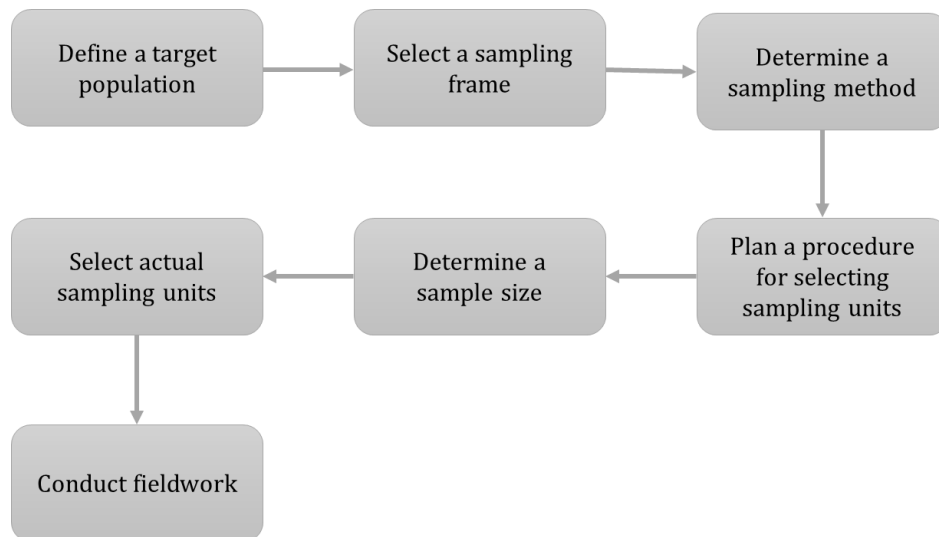 Define a target
population
Select a sampling
frame
Determine a
sampling method
Plan a procedure
for selecting
sampling units
Determine a
sample size
Select actual
sampling units
Conduct fieldwork